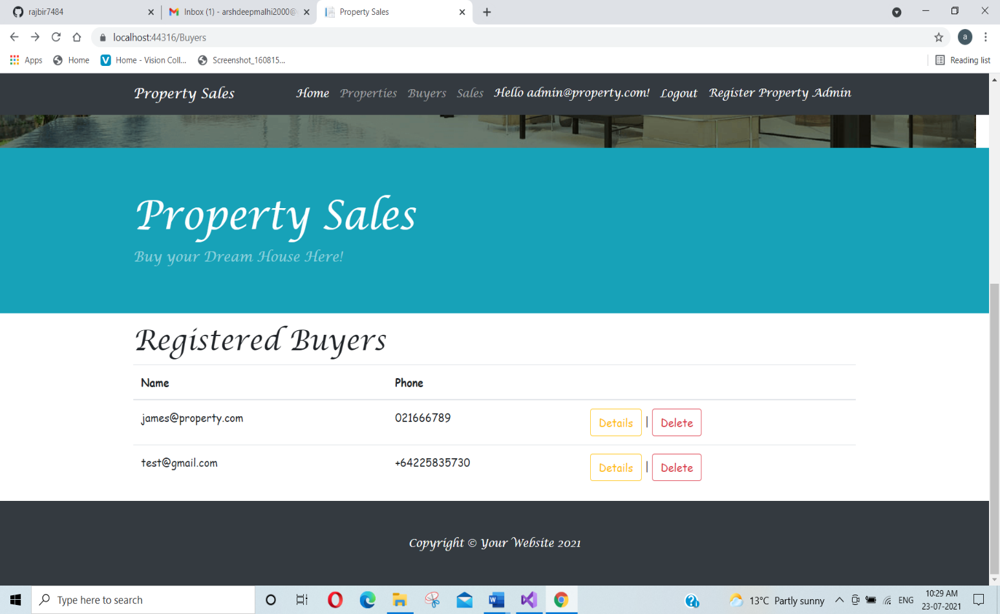 rajbir7484
Inbox (1) - arshdeepmalhi2000@
Property Sales
localhost:44316/Buyers
a
Apps
Home
Home - Vision Coll...
Screenshot_160815...
Reading list
Property Sales
Home
Properties
Buyers
Sales
Hello admin@property.com!
Logout
Register Property Admin
Property Sales
Buy your Dream House Here!
Registered Buyers
Name Phone
james@property.com 021666789 Details | Delete
test@gmail.com +64225835730 Details | Delete
Copyright © Your Website 2021
Type here to search
13°C Partly sunny
ENG
10:29 AM
23-07-2021